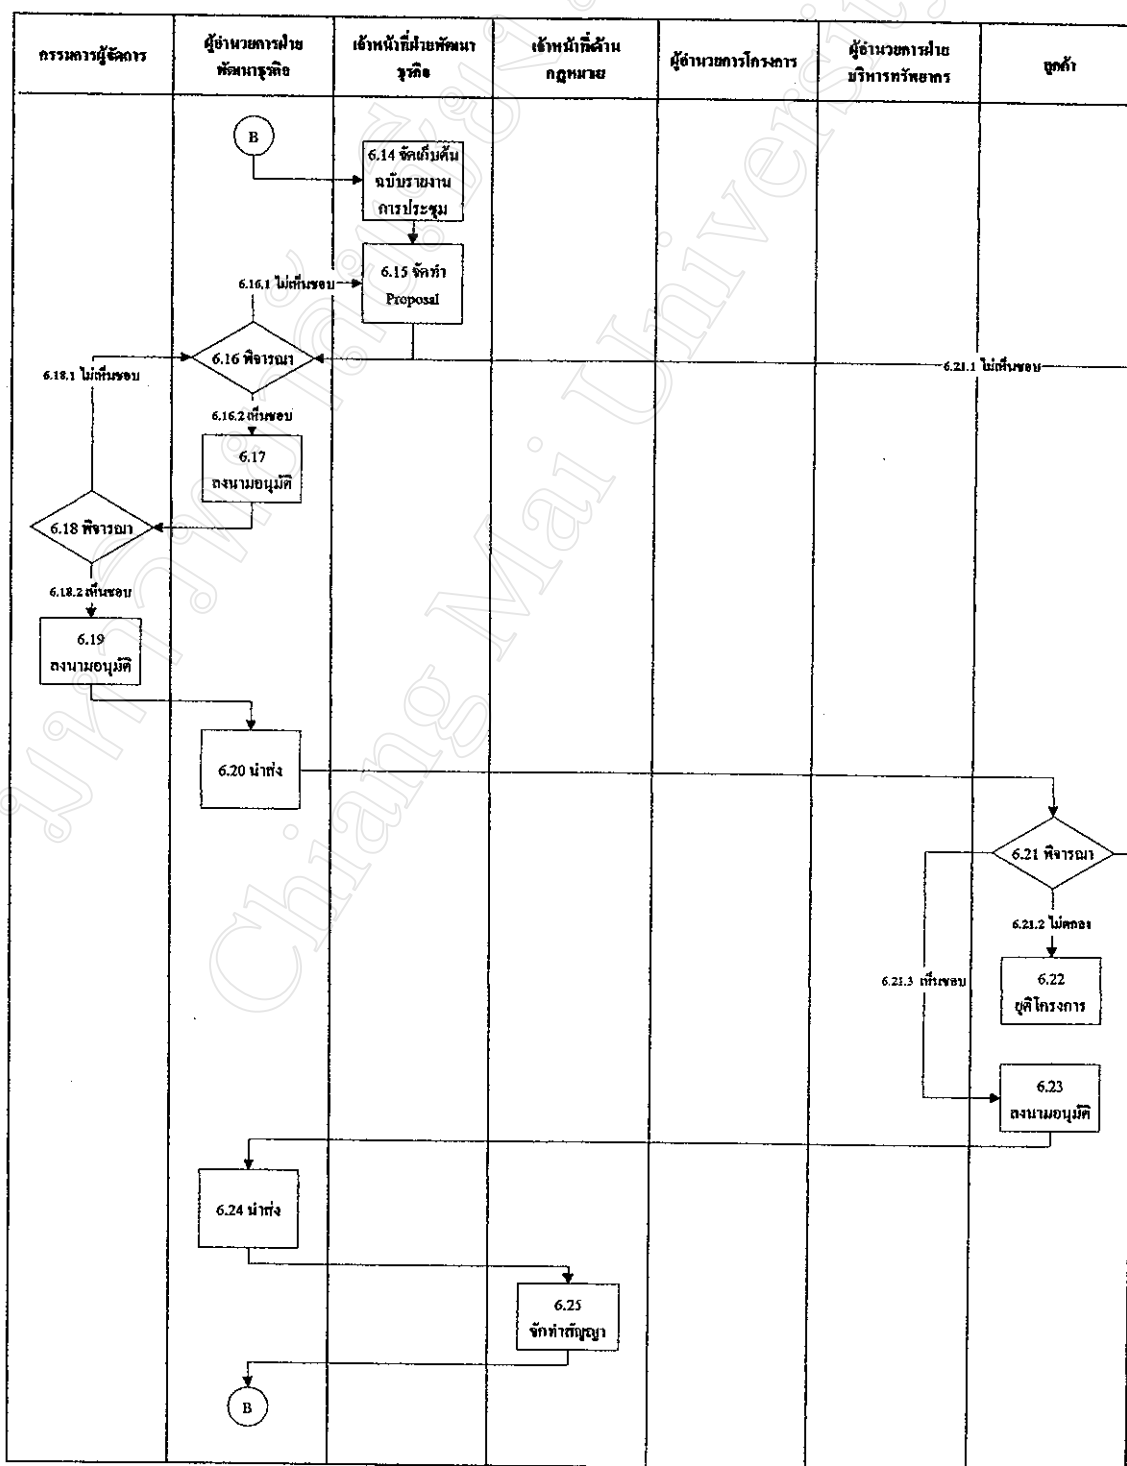 กรรมการผู้จัดการ
ผู้อำนวยการฝ่าย
พัฒนาธุรกิจ
เจ้าหน้าที่ฝ่ายพัฒนา
ธุรกิจ
เจ้าหน้าที่ด้าน
กฎหมาย
ผู้อำนวยการโครงการ
ผู้อำนวยการฝ่าย
บริหารทรัพยากร
ลูกค้า
B
6.14 จัดเก็บต้น
ฉบับรายงาน
การประชุม
6.15 จัดทำ
Proposal
6.16.1 ไม่เห็นชอบ
6.16 พิจารณา
6.18.1 ไม่เห็นชอบ
6.21.1 ไม่เห็นชอบ
6.16.2 เห็นชอบ
6.17
ลงนามอนุมัติ
6.18 พิจารณา
6.18.2 เห็นชอบ
6.19
ลงนามอนุมัติ
6.20 นำส่ง
6.21 พิจารณา
6.21.2 ไม่ตกลง
6.21.3 เห็นชอบ
6.22
ยุติโครงการ
6.23
ลงนามอนุมัติ
6.24 นำส่ง
6.25
จัดทำสัญญา
B
Chiang Mai University